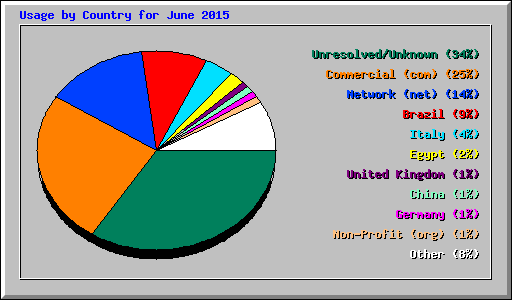 Usage by Country for June 2015
Unresolved/Unknown (34%)
Commercial (com) (25%)
Network (net) (14%)
Brazil (9%)
Italy (4%)
Egypt (2%)
United Kingdom (1%)
China (1%)
Germany (1%)
Non-Profit (org) (1%)
Other (8%)